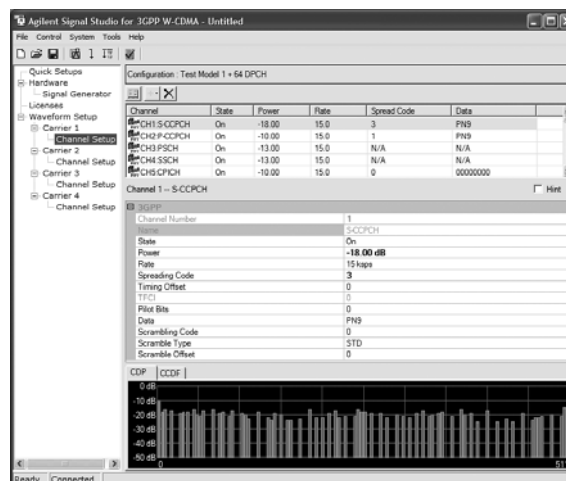 Agilent Signal Studio for 3GPP W-CDMA - Untitled
File Control System Tools Help
Quick Setups
Hardware
Signal Generator
Licenses
Waveform Setup
Carrier 1
Channel Setup
Carrier 2
Channel Setup
Carrier 3
Channel Setup
Carrier 4
Channel Setup
Configuration : Test Model 1 + 64 DPCH
Channel State Power Rate Spread Code Data
CH1:S-CCPCH On -18.00 15.0 3 PN9
CH2:P-CCPCH On -10.00 15.0 1 PN9
CH3:PSCH On -13.00 15.0 N/A N/A
CH4:SSCH On -13.00 15.0 N/A N/A
CH5:CPICH On -10.00 15.0 0 00000000
Channel 1 -- S-CCPCH Hint
3GPP
Channel Number 1
Name S-CCPCH
State On
Power -18.00 dB
Rate 15 ksps
Spreading Code 3
Timing Offset 0
TFCI 0
Pilot Bits 0
Data PN9
Scrambling Code 0
Scramble Type STD
Scramble Offset 0
CDP CCDF
0 dB
-10 dB
-20 dB
-30 dB
-40 dB
-50 dB
0 51
Ready Connected